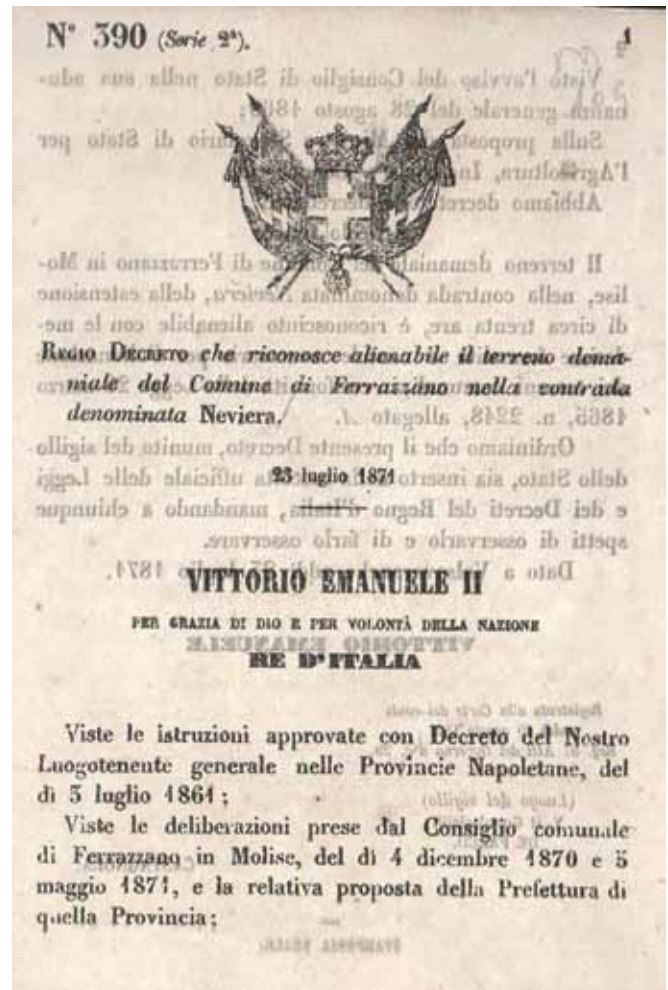 N° 390 (Serie 2ª).
1
REGIO DECRETO che riconosce alienabile il terreno dema-
niale del Comune di Ferrazzano nella contrada
denominata Neviera.
23 luglio 1871
VITTORIO EMANUELE II
PER GRAZIA DI DIO E PER VOLONTÀ DELLA NAZIONE
RE D'ITALIA
Viste le istruzioni approvate con Decreto del Nostro
Luogotenente generale nelle Provincie Napoletane, del
dì 3 luglio 1861;
Viste le deliberazioni prese dal Consiglio comunale
di Ferrazzano in Molise, del dì 4 dicembre 1870 e 5
maggio 1871, e la relativa proposta della Prefettura di
quella Provincia;